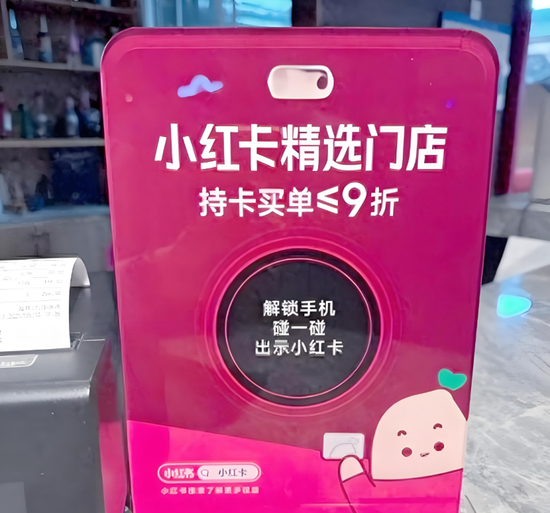 小红卡精选门店
持卡买单≤9折
解锁手机
碰一碰
出示小红卡
小红书 小红卡